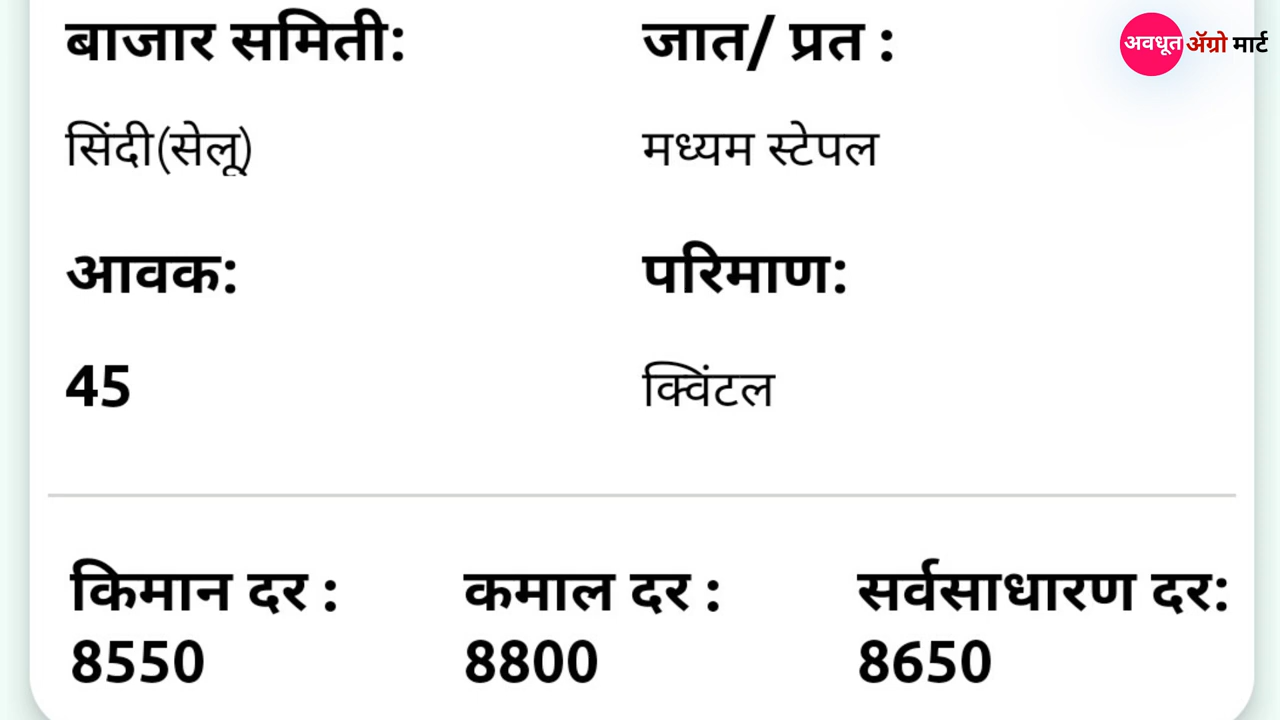 अवधूत ॲग्रो मार्ट
बाजार समिती: जात/ प्रत :
सिंदी(सेलू) मध्यम स्टेपल
आवक: परिमाण:
45 क्विंटल
किमान दर : कमाल दर : सर्वसाधारण दर:
8550 8800 8650